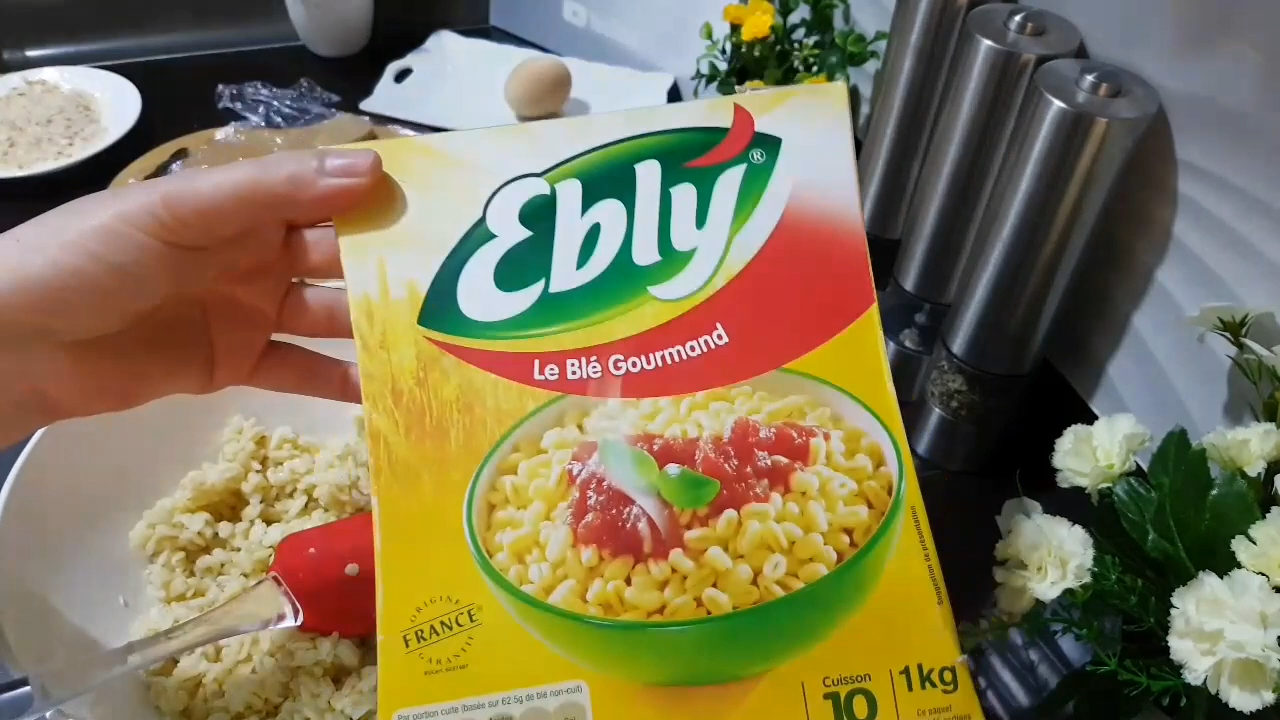 Ebly®
Le Blé Gourmand
Suggestion de présentation
ORIGINE
FRANCE
GARANTIE
Par portion cuite (basée sur 62.5g de blé non-cuit)
Cuisson
10
1kg
Ce paquet